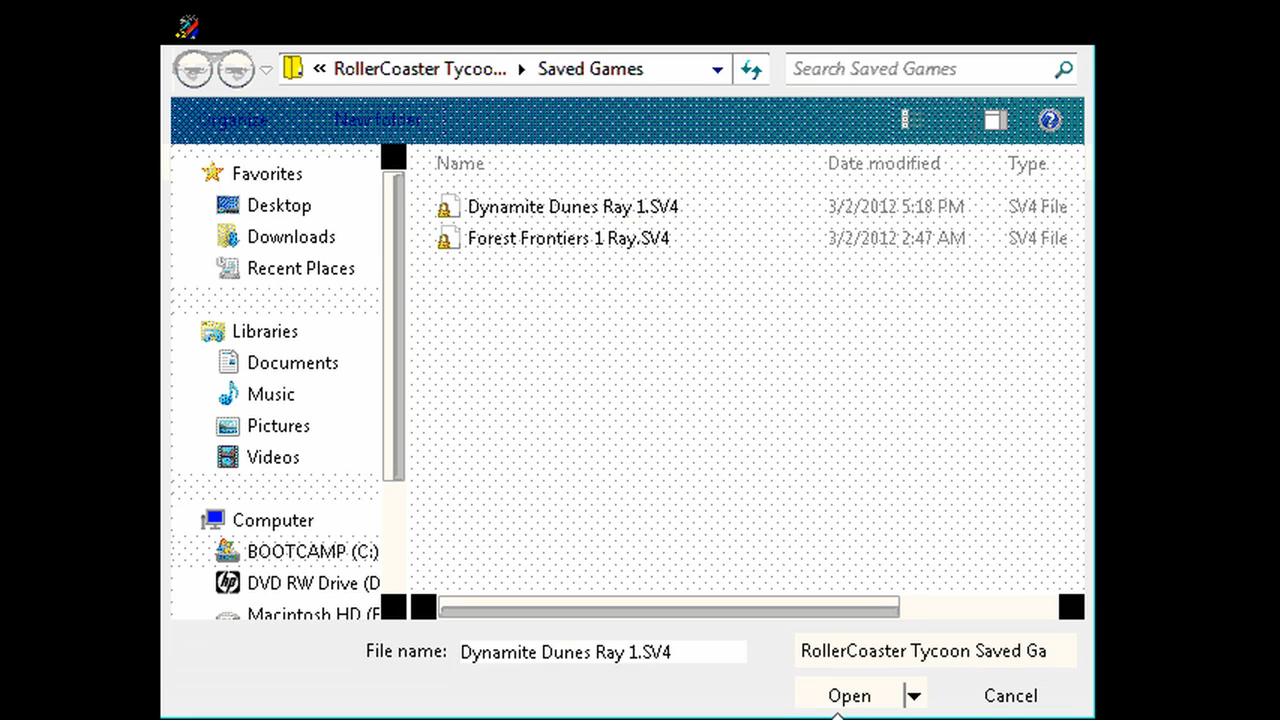 « RollerCoaster Tycoo... Saved Games Search Saved Games
Organize New folder
Name Date modified Type
Favorites
Desktop
Downloads
Recent Places
Libraries
Documents
Music
Pictures
Videos
Computer
BOOTCAMP (C:)
DVD RW Drive (D
Macintosh HD (E
Dynamite Dunes Ray 1.SV4 3/2/2012 5:18 PM SV4 File
Forest Frontiers 1 Ray.SV4 3/2/2012 2:47 AM SV4 File
File name: Dynamite Dunes Ray 1.SV4 RollerCoaster Tycoon Saved Ga
Open Cancel